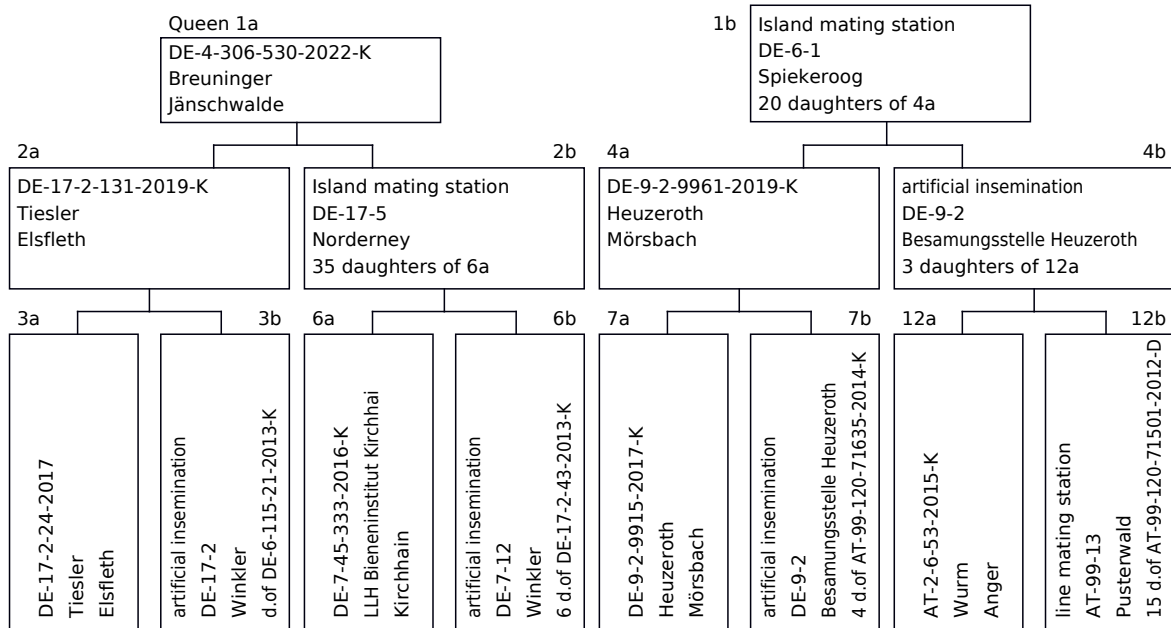 Queen 1a
DE-4-306-530-2022-K
Breuninger
Jänschwalde
1b
Island mating station
DE-6-1
Spiekeroog
20 daughters of 4a
2a
DE-17-2-131-2019-K
Tiesler
Elsfleth
2b
Island mating station
DE-17-5
Norderney
35 daughters of 6a
4a
DE-9-2-9961-2019-K
Heuzeroth
Mörsbach
4b
artificial insemination
DE-9-2
Besamungsstelle Heuzeroth
3 daughters of 12a
3a
DE-17-2-24-2017
Tiesler
Elsfleth
3b
artificial insemination
DE-17-2
Winkler
d.of DE-6-115-21-2013-K
6a
DE-7-45-333-2016-K
LLH Bieneninstitut Kirchhai
Kirchhain
6b
artificial insemination
DE-7-12
Winkler
6 d.of DE-17-2-43-2013-K
7a
DE-9-2-9915-2017-K
Heuzeroth
Mörsbach
7b
artificial insemination
DE-9-2
Besamungsstelle Heuzeroth
4 d.of AT-99-120-71635-2014-K
12a
AT-2-6-53-2015-K
Wurm
Anger
12b
line mating station
AT-99-13
Pusterwald
15 d.of AT-99-120-71501-2012-D